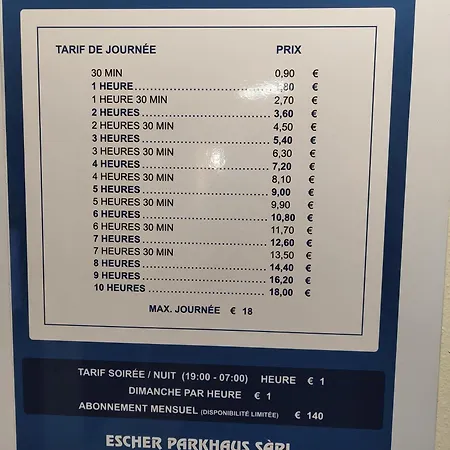 TARIF DE JOURNÉE PRIX
30 MIN 0,90 €
1 HEURE ,80 €
1 HEURE 30 MIN 2,70 €
2 HEURES 3,60 €
2 HEURES 30 MIN 4,50 €
3 HEURES 5,40 €
3 HEURES 30 MIN 6,30 €
4 HEURES 7,20 €
4 HEURES 30 MIN 8,10 €
5 HEURES 9,00 €
5 HEURES 30 MIN 9,90 €
6 HEURES 10,80 €
6 HEURES 30 MIN 11,70 €
7 HEURES 12,60 €
7 HEURES 30 MIN 13,50 €
8 HEURES 14,40 €
9 HEURES 16,20 €
10 HEURES 18,00 €
MAX. JOURNÉE € 18
TARIF SOIRÉE / NUIT (19:00 - 07:00) HEURE € 1
DIMANCHE PAR HEURE € 1
ABONNEMENT MENSUEL (DISPONIBILITÉ LIMITÉE) € 140
ESCHER PARKHAUS SÀRL